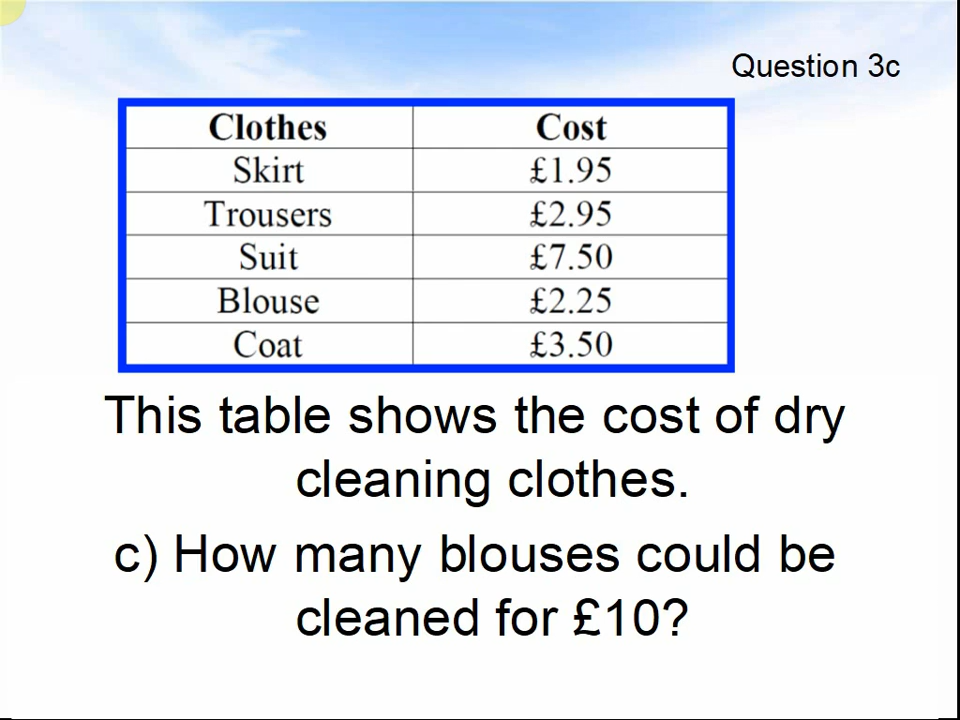 Question 3c
Clothes Cost
Skirt £1.95
Trousers £2.95
Suit £7.50
Blouse £2.25
Coat £3.50
This table shows the cost of dry
cleaning clothes.
c) How many blouses could be
cleaned for £10?